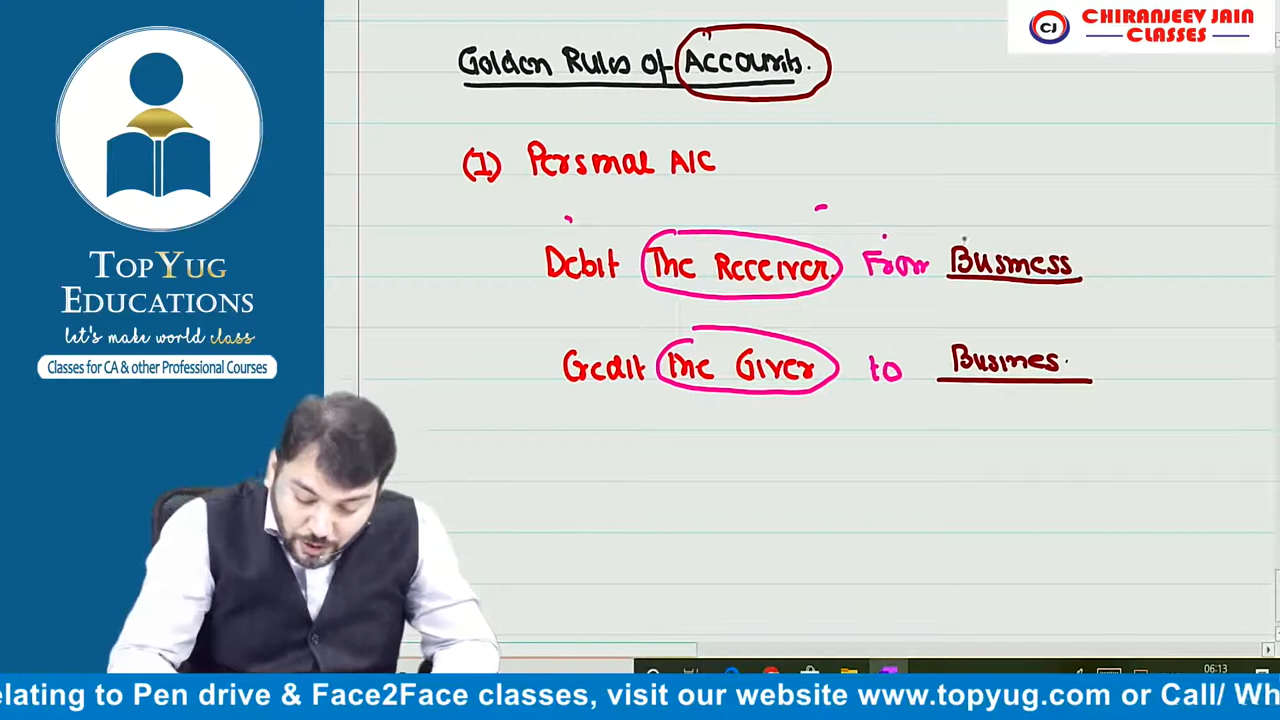 CHIRANJEEV JAIN
CLASSES
CJ
Golden Rules of Accounts.
(1) Personal A/C
Debit The Receiver From Business
Credit the Giver to Busines.
TOPYUG
EDUCATIONS
let's make world class
Classes for CA & other Professional Courses
06:13
elating to Pen drive & Face2Face classes, visit our website www.topyug.com or Call/ Wh